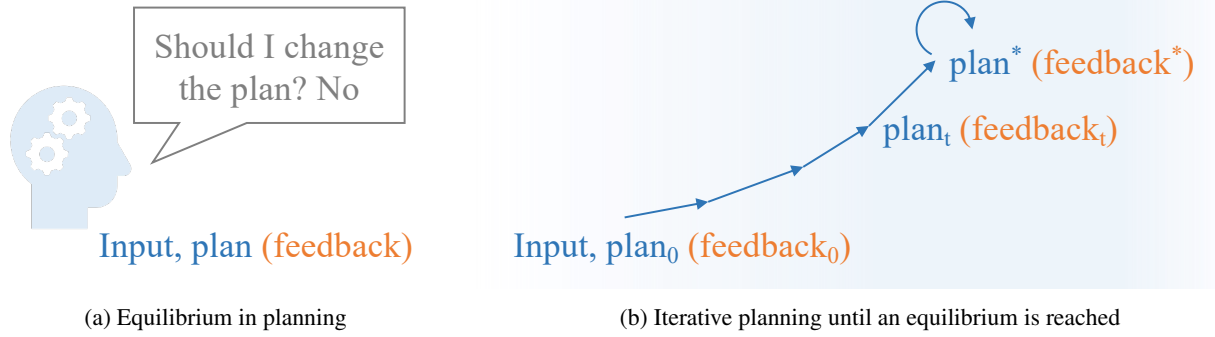 Should I change
the plan? No
Input, plan (feedback)
(a) Equilibrium in planning
plan* (feedback*)
planₜ (feedbackₜ)
Input, plan₀ (feedback₀)
(b) Iterative planning until an equilibrium is reached